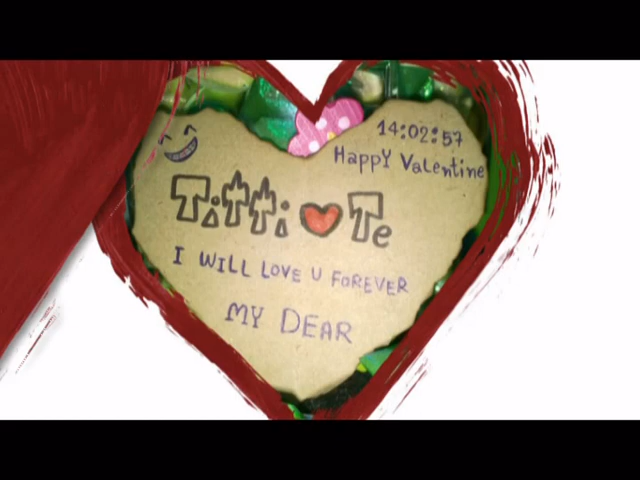 14:02:57
HappY Valentine
Titti ❤ Te
I WILL LOVE U FOREVER
MY DEAR